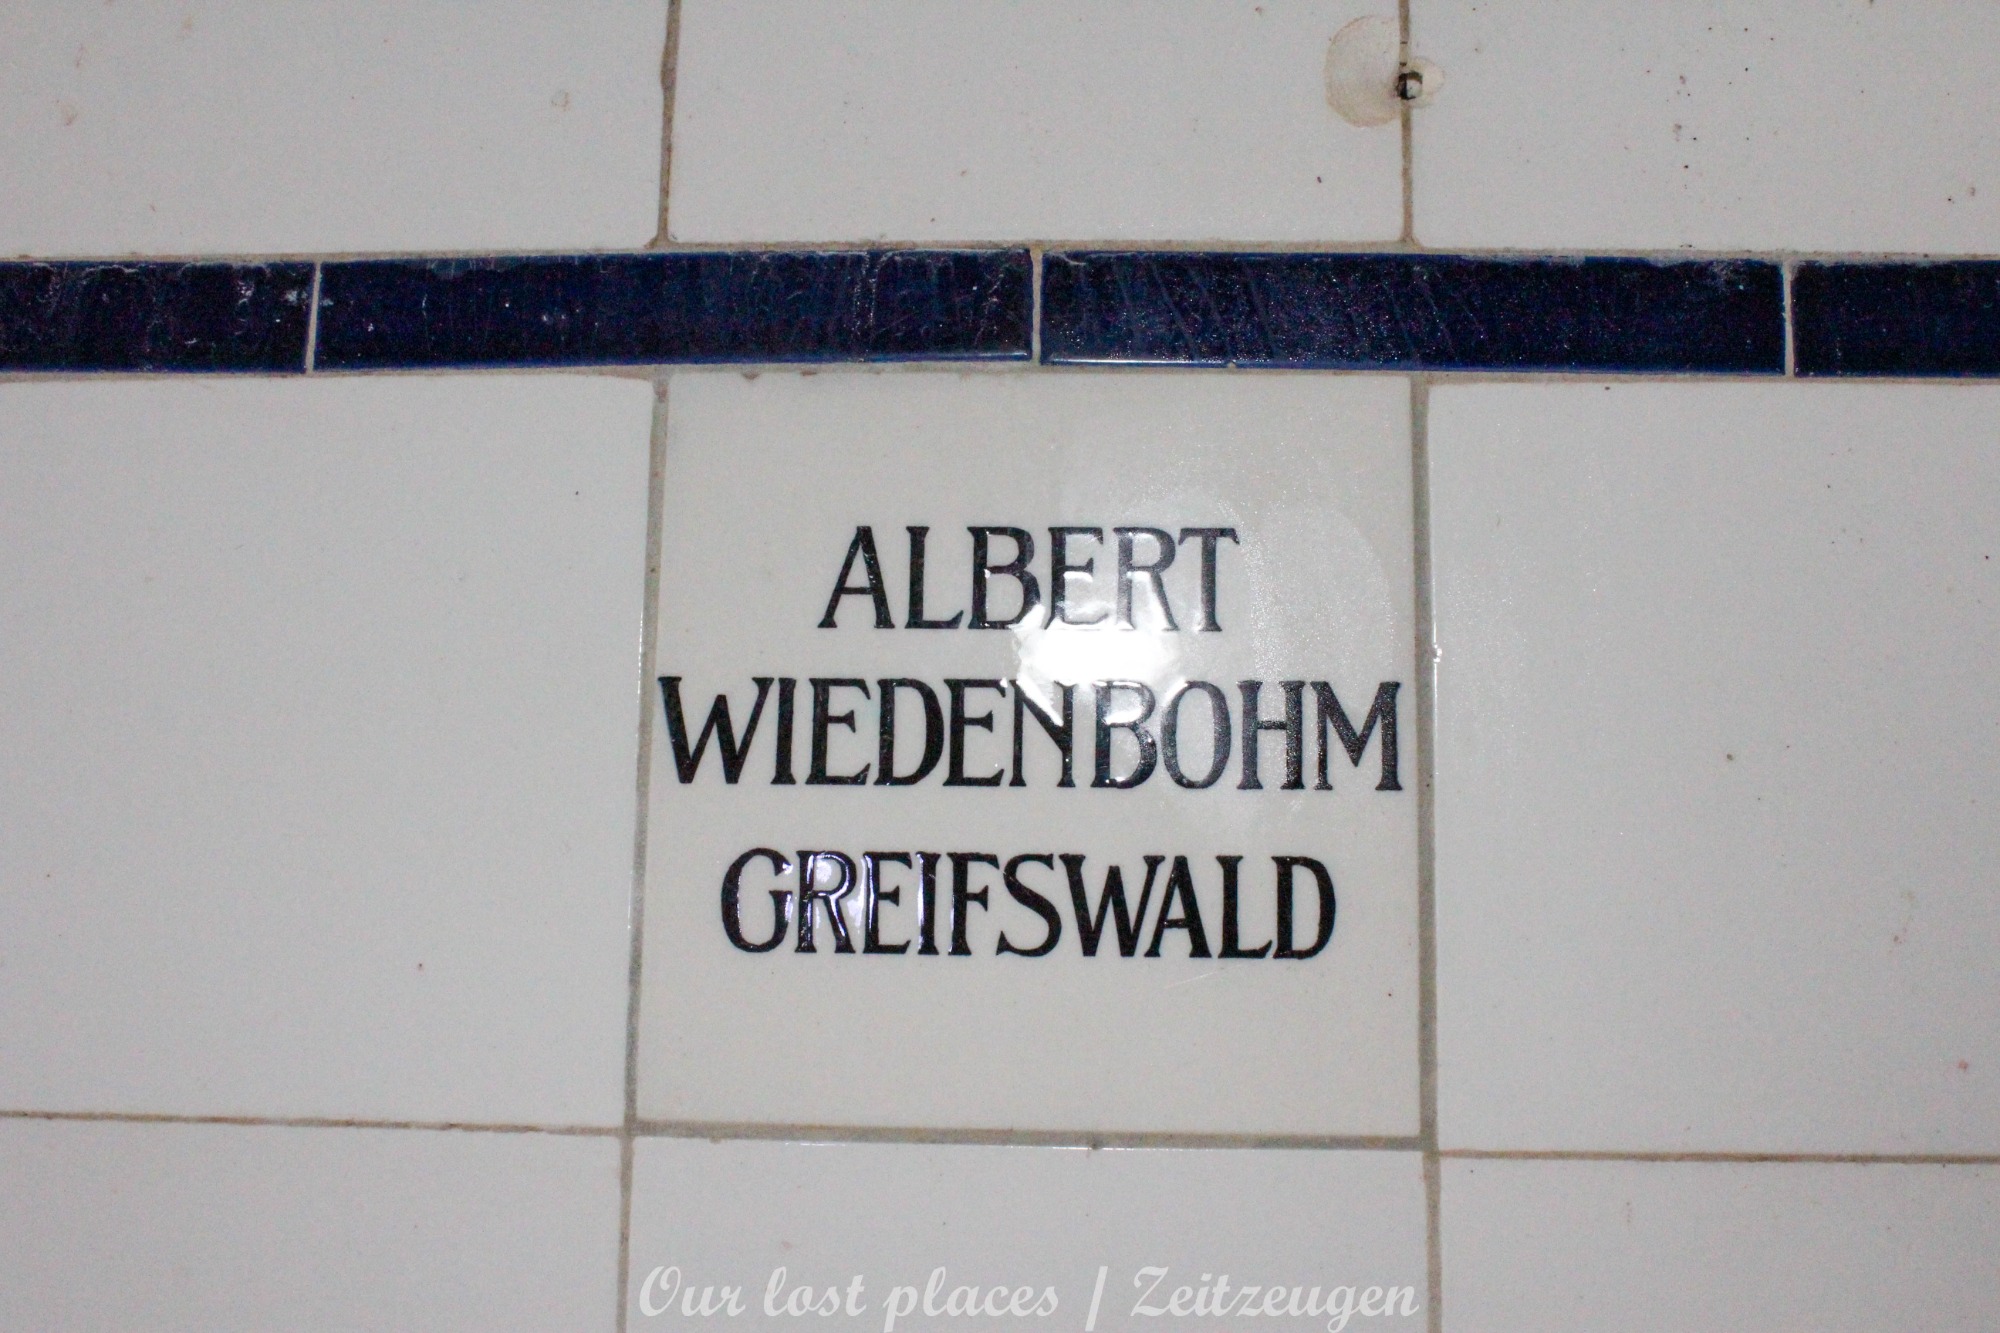 ALBERT
WIEDENBOHM
GREIFSWALD
Our lost places / Zeitzeugen